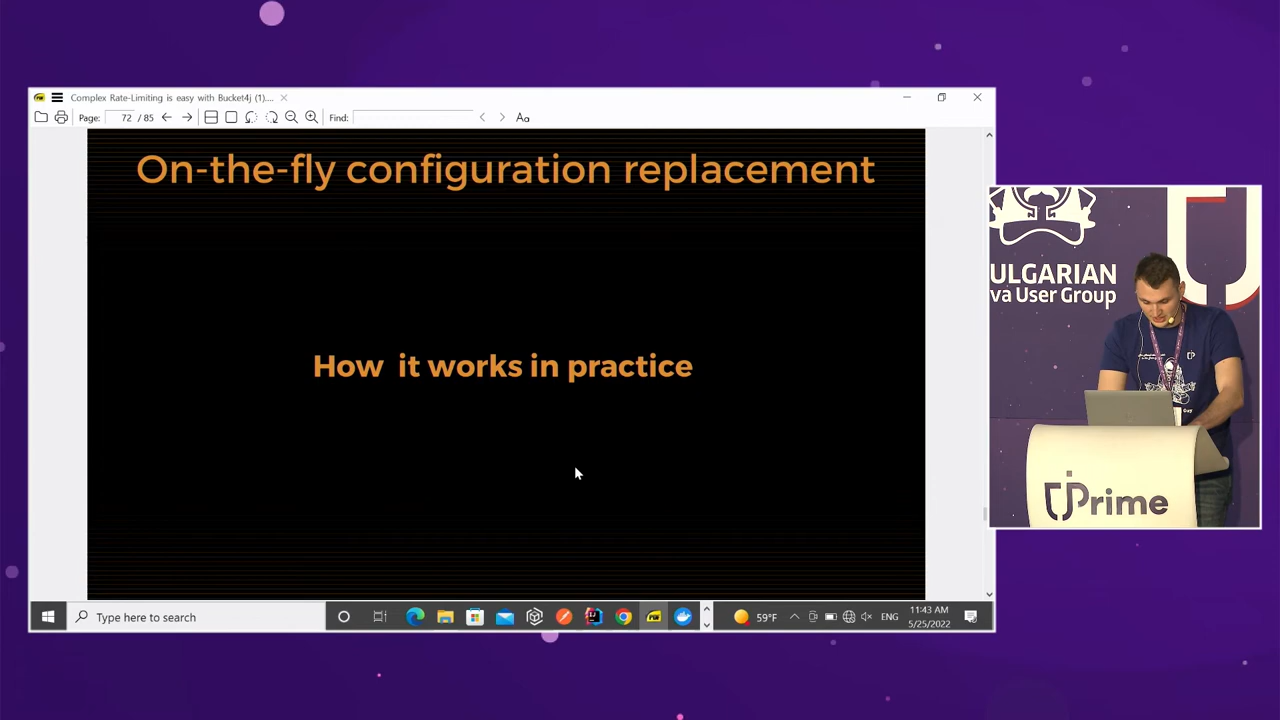 Complex Rate-Limiting is easy with Bucket4j (1)....
Page: 72 / 85
Find:
Aa
On-the-fly configuration replacement
How it works in practice
Type here to search
59°F
ENG
11:43 AM
5/25/2022
ULGARIAN
va User Group
Guy
Prime